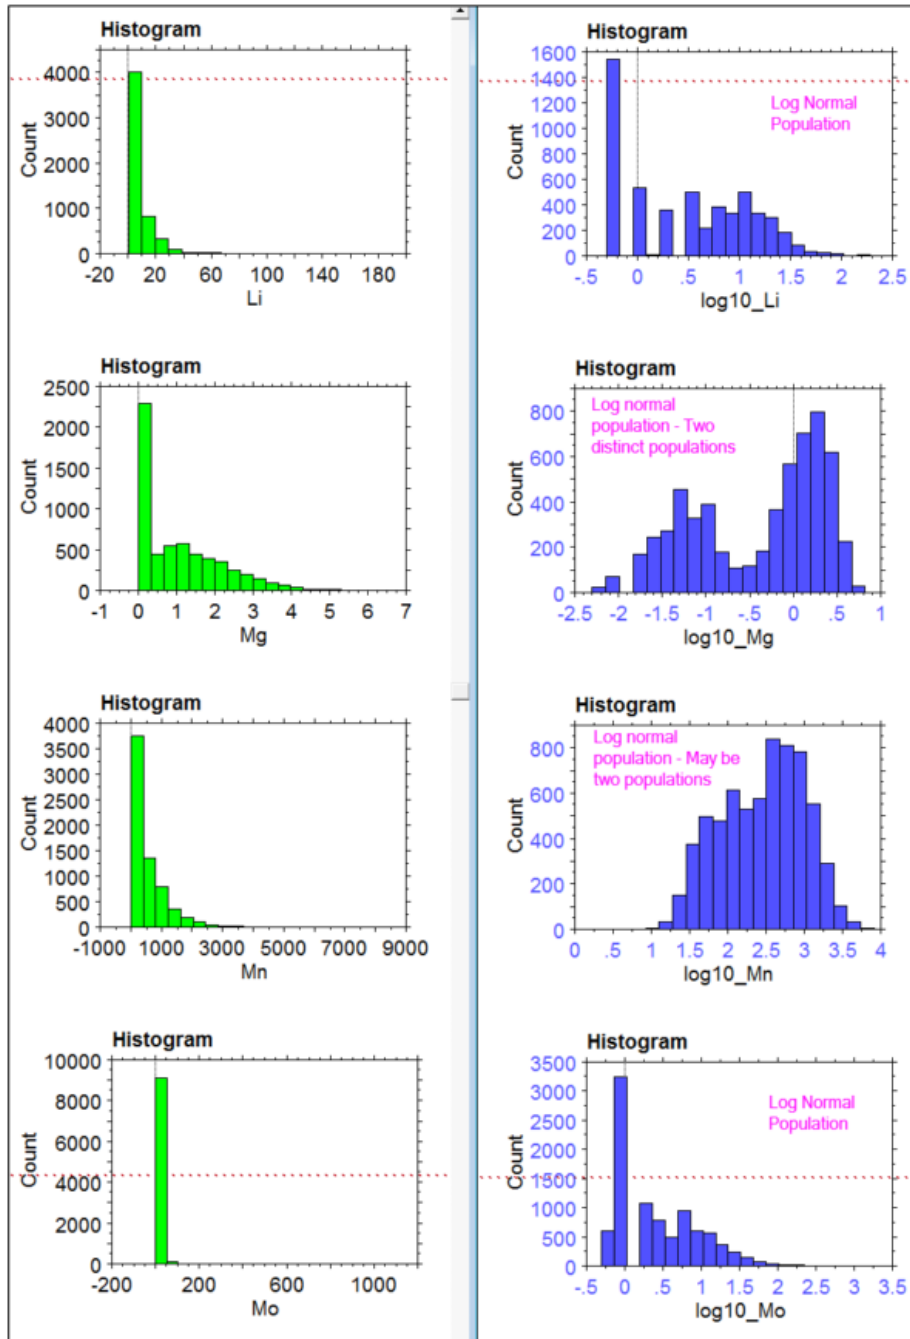 Histogram
4000
3000
2000
1000
0
Count
-20 20 60 100 140 180
Li
Histogram
1600
1400
1200
1000
800
600
400
200
0
Count
Log Normal
Population
-.5 0 .5 1 1.5 2 2.5
log10_Li
Histogram
2500
2000
1500
1000
500
0
Count
-1 0 1 2 3 4 5 6 7
Mg
Histogram
800
600
400
200
0
Count
Log normal
population - Two
distinct populations
-2.5 -2 -1.5 -1 -.5 0 .5 1
log10_Mg
Histogram
4000
3500
3000
2500
2000
1500
1000
500
0
Count
-1000 1000 3000 5000 7000 9000
Mn
Histogram
800
600
400
200
0
Count
Log normal
population - May be
two populations
0 .5 1 1.5 2 2.5 3 3.5 4
log10_Mn
Histogram
10000
8000
6000
4000
2000
0
Count
-200 200 600 1000
Mo
Histogram
3500
3000
2500
2000
1500
1000
500
0
Count
Log Normal
Population
-.5 0 .5 1 1.5 2 2.5 3 3.5
log10_Mo